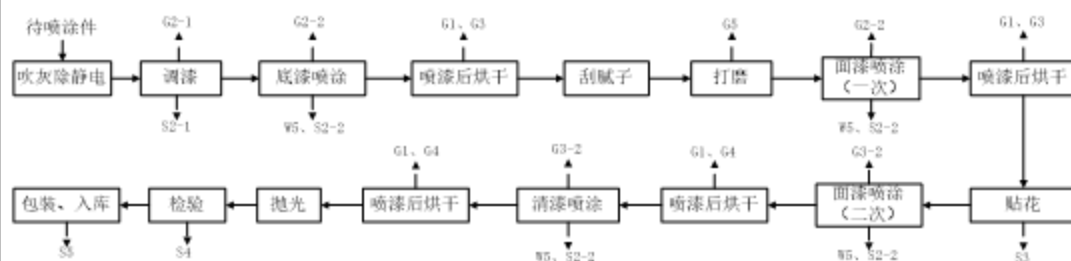 G2-1
G2-2
G1、G3
G5
G2-2
G1、G3
待喷涂件
吹灰除静电
调漆
底漆喷涂
喷漆后烘干
刮腻子
打磨
面漆喷涂
（一次）
喷漆后烘干
S2-1
W5、S2-2
W5、S2-2
G1、G4
G3-2
G1、G4
G3-2
包装、入库
检验
抛光
喷漆后烘干
清漆喷涂
喷漆后烘干
面漆喷涂
（二次）
贴花
S5
S4
W5、S2-2
W5、S2-2
S3